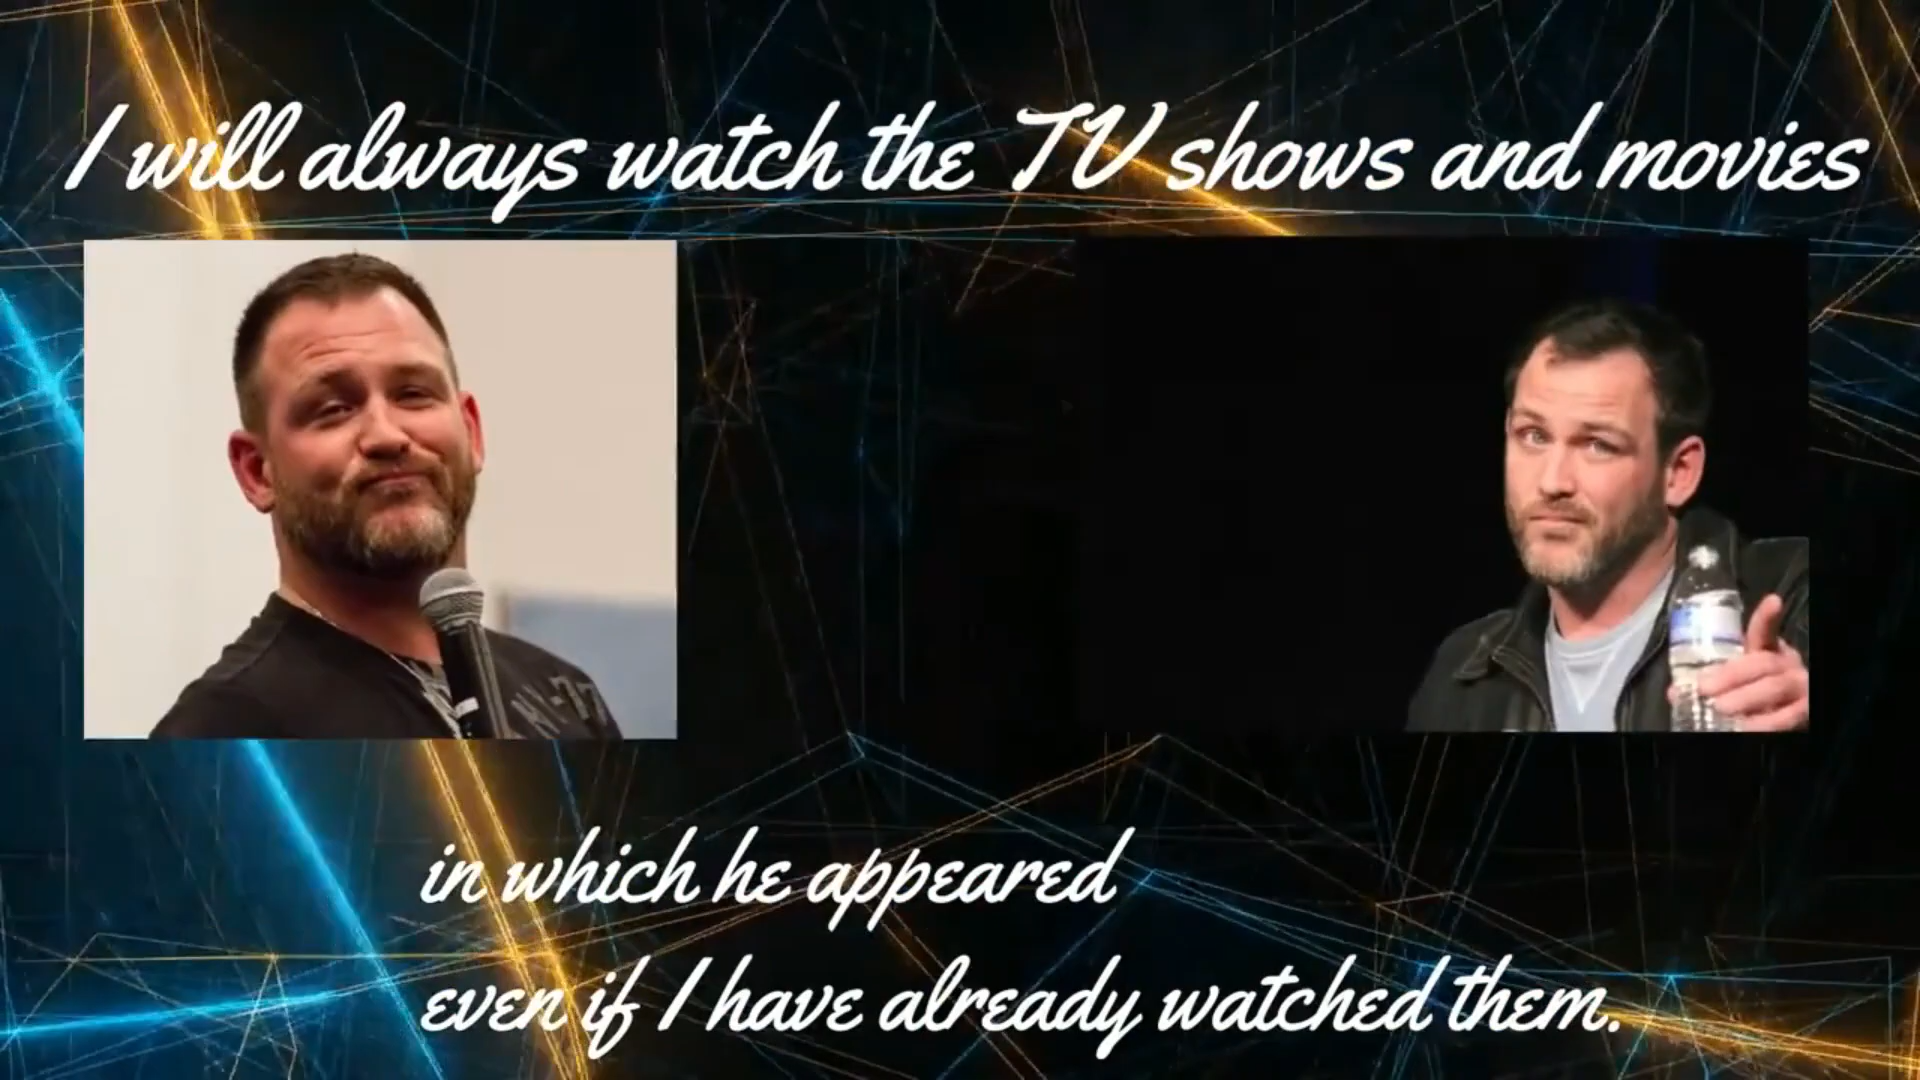 I will always watch the TV shows and movies
in which he appeared
even if I have already watched them.